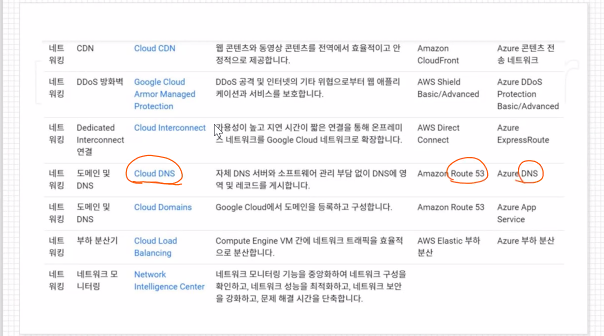 네트워킹 CDN Cloud CDN 웹 콘텐츠와 동영상 콘텐츠를 전역에서 효율적이고 안정적으로 제공합니다. Amazon CloudFront Azure 콘텐츠 전송 네트워크
네트워킹 DDoS 방화벽 Google Cloud Armor Managed Protection DDoS 공격 및 인터넷의 기타 위험으로부터 웹 애플리케이션과 서비스를 보호합니다. AWS Shield Basic/Advanced Azure DDoS Protection Basic/Advanced
네트워킹 Dedicated Interconnect 연결 Cloud Interconnect 가용성이 높고 지연 시간이 짧은 연결을 통해 온프레미스 네트워크를 Google Cloud 네트워크로 확장합니다. AWS Direct Connect Azure ExpressRoute
네트워킹 도메인 및 DNS Cloud DNS 자체 DNS 서버와 소프트웨어 관리 부담 없이 DNS에 영역 및 레코드를 게시합니다. Amazon Route 53 Azure DNS
네트워킹 도메인 및 DNS Cloud Domains Google Cloud에서 도메인을 등록하고 구성합니다. Amazon Route 53 Azure App Service
네트워킹 부하 분산기 Cloud Load Balancing Compute Engine VM 간에 네트워크 트래픽을 효율적으로 분산합니다. AWS Elastic 부하 분산 Azure 부하 분산
네트워킹 네트워크 모니터링 Network Intelligence Center 네트워크 모니터링 기능을 중앙화하여 네트워크 구성을 확인하고, 네트워크 성능을 최적화하고, 네트워크 보안을 강화하고, 문제 해결 시간을 단축합니다.